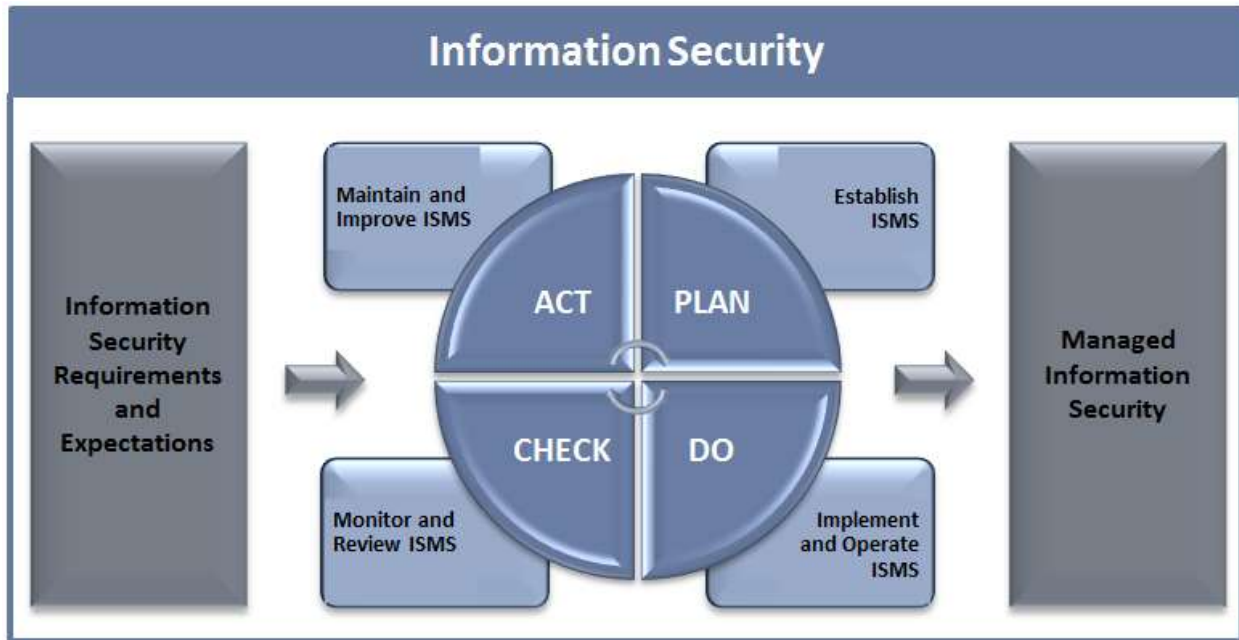 Information Security
Information
Security
Requirements
and
Expectations
Maintain and
Improve ISMS
Establish
ISMS
ACT
PLAN
CHECK
DO
Monitor and
Review ISMS
Implement
and Operate
ISMS
Managed
Information
Security